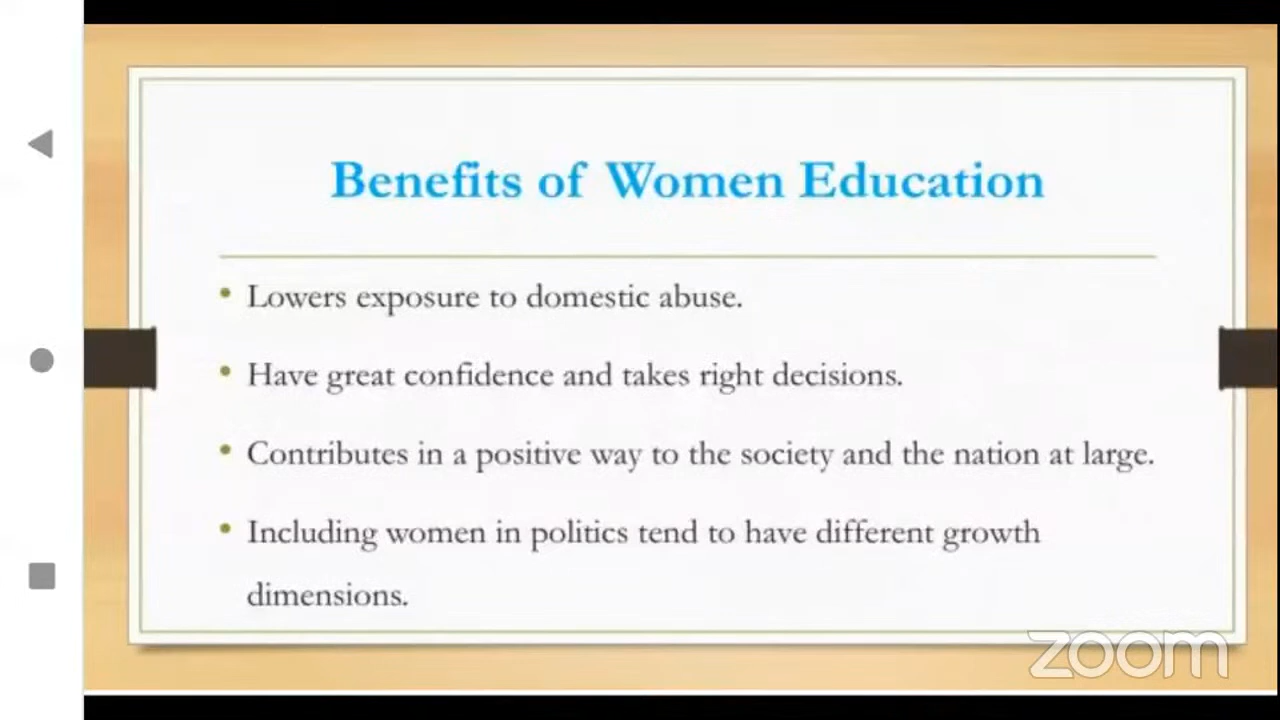 Benefits of Women Education
• Lowers exposure to domestic abuse.
• Have great confidence and takes right decisions.
• Contributes in a positive way to the society and the nation at large.
• Including women in politics tend to have different growth
dimensions.
zoom